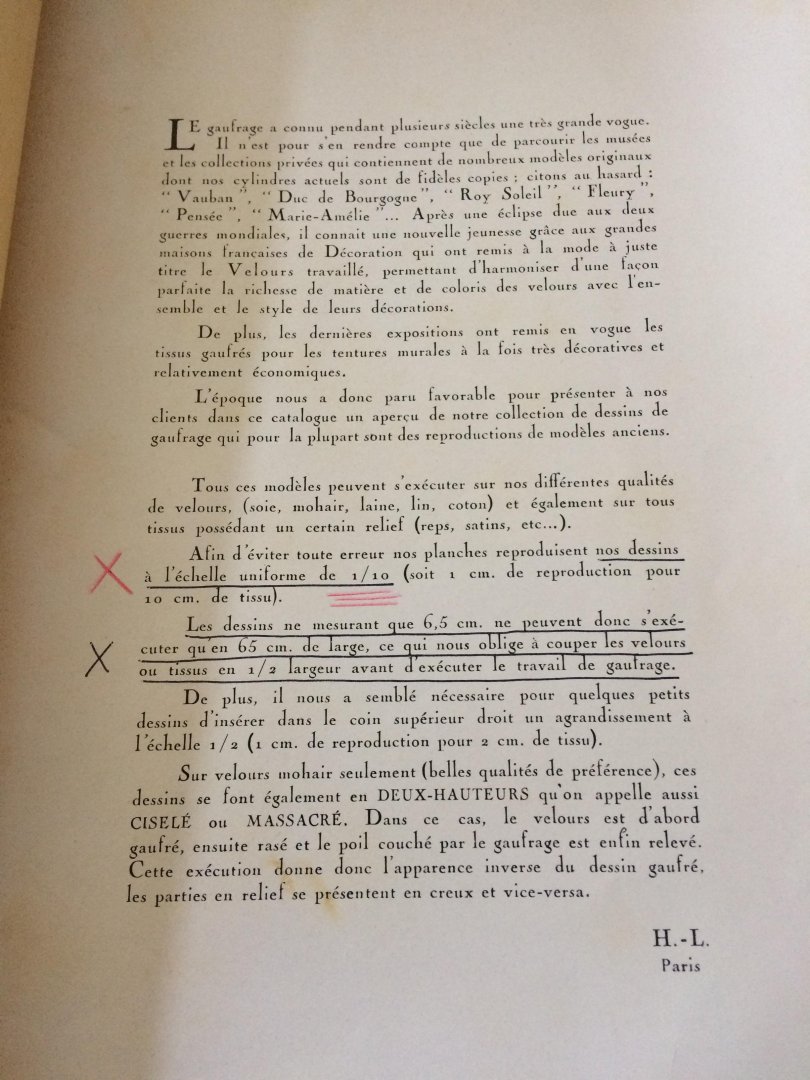 LE gaufrage a connu pendant plusieurs siècles une très grande vogue.
Il n'est pour s'en rendre compte que de parcourir les musées
et les collections privées qui contiennent de nombreux modèles originaux
dont nos cylindres actuels sont de fidèles copies ; citons au hasard :
“ Vauban ”, “ Duc de Bourgogne”, “ Roy Soleil ”, “ Fleury ”,
“ Pensée ”, “ Marie-Amélie ”... Après une éclipse due aux deux
guerres mondiales, il connait une nouvelle jeunesse grâce aux grandes
maisons françaises de Décoration qui ont remis à la mode à juste
titre le Velours travaillé, permettant d'harmoniser d'une façon
parfaite la richesse de matière et de coloris des velours avec l'en-
semble et le style de leurs décorations.
De plus, les dernières expositions ont remis en vogue les
tissus gaufrés pour les tentures murales à la fois très décoratives et
relativement économiques.
L'époque nous a donc paru favorable pour présenter à nos
clients dans ce catalogue un aperçu de notre collection de dessins de
gaufrage qui pour la plupart sont des reproductions de modèles anciens.
Tous ces modèles peuvent s'exécuter sur nos différentes qualités
de velours, (soie, mohair, laine, lin, coton) et également sur tous
tissus possédant un certain relief (reps, satins, etc...).
Afin d'éviter toute erreur nos planches reproduisent nos dessins
à l'échelle uniforme de 1/10 (soit 1 cm. de reproduction pour
10 cm. de tissu).
Les dessins ne mesurant que 6,5 cm. ne peuvent donc s'exé-
cuter qu'en 65 cm. de large, ce qui nous oblige à couper les velours
ou tissus en 1/2 largeur avant d'exécuter le travail de gaufrage.
De plus, il nous a semblé nécessaire pour quelques petits
dessins d'insérer dans le coin supérieur droit un agrandissement à
l'échelle 1/2 (1 cm. de reproduction pour 2 cm. de tissu).
Sur velours mohair seulement (belles qualités de préférence), ces
dessins se font également en DEUX-HAUTEURS qu'on appelle aussi
CISELÉ ou MASSACRÉ. Dans ce cas, le velours est d'abord
gaufré, ensuite rasé et le poil couché par le gaufrage est enfin relevé.
Cette exécution donne donc l'apparence inverse du dessin gaufré,
les parties en relief se présentent en creux et vice-versa.
H.-L.
Paris